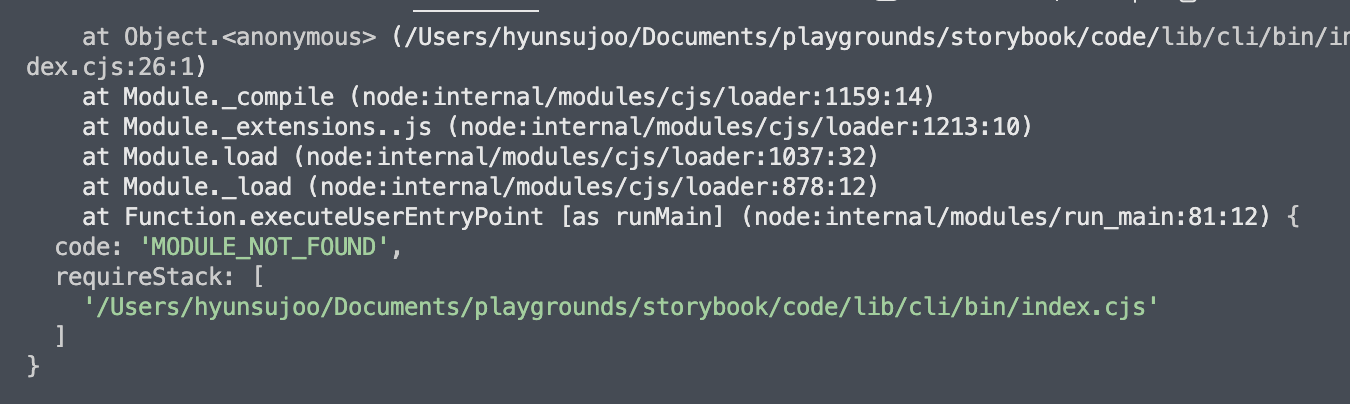 at Object.<anonymous> (/Users/hyunsujoo/Documents/playgrounds/storybook/code/lib/cli/bin/in
dex.cjs:26:1)
    at Module._compile (node:internal/modules/cjs/loader:1159:14)
    at Module._extensions..js (node:internal/modules/cjs/loader:1213:10)
    at Module.load (node:internal/modules/cjs/loader:1037:32)
    at Module._load (node:internal/modules/cjs/loader:878:12)
    at Function.executeUserEntryPoint [as runMain] (node:internal/modules/run_main:81:12) {
  code: 'MODULE_NOT_FOUND',
  requireStack: [
    '/Users/hyunsujoo/Documents/playgrounds/storybook/code/lib/cli/bin/index.cjs'
  ]
}